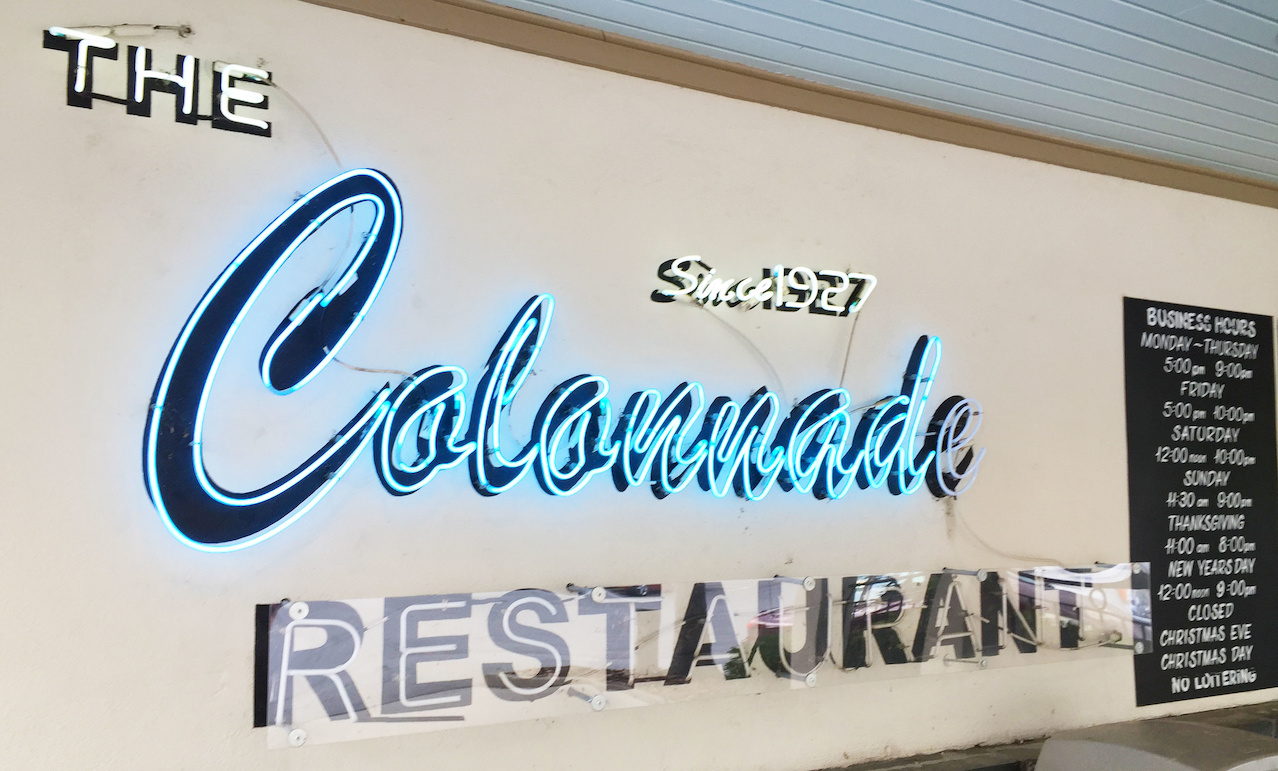 THE
Colonnade
Since 1927
RESTAURANT
BUSINESS HOURS
MONDAY ~ THURSDAY
5:00 pm 9:00 pm
FRIDAY
5:00 pm 10:00 pm
SATURDAY
12:00 noon 10:00 pm
SUNDAY
11:30 am 9:00 pm
THANKSGIVING
11:00 am 8:00 pm
NEW YEARS DAY
12:00 noon 9:00 pm
CLOSED
CHRISTMAS EVE
CHRISTMAS DAY
NO LOITERING